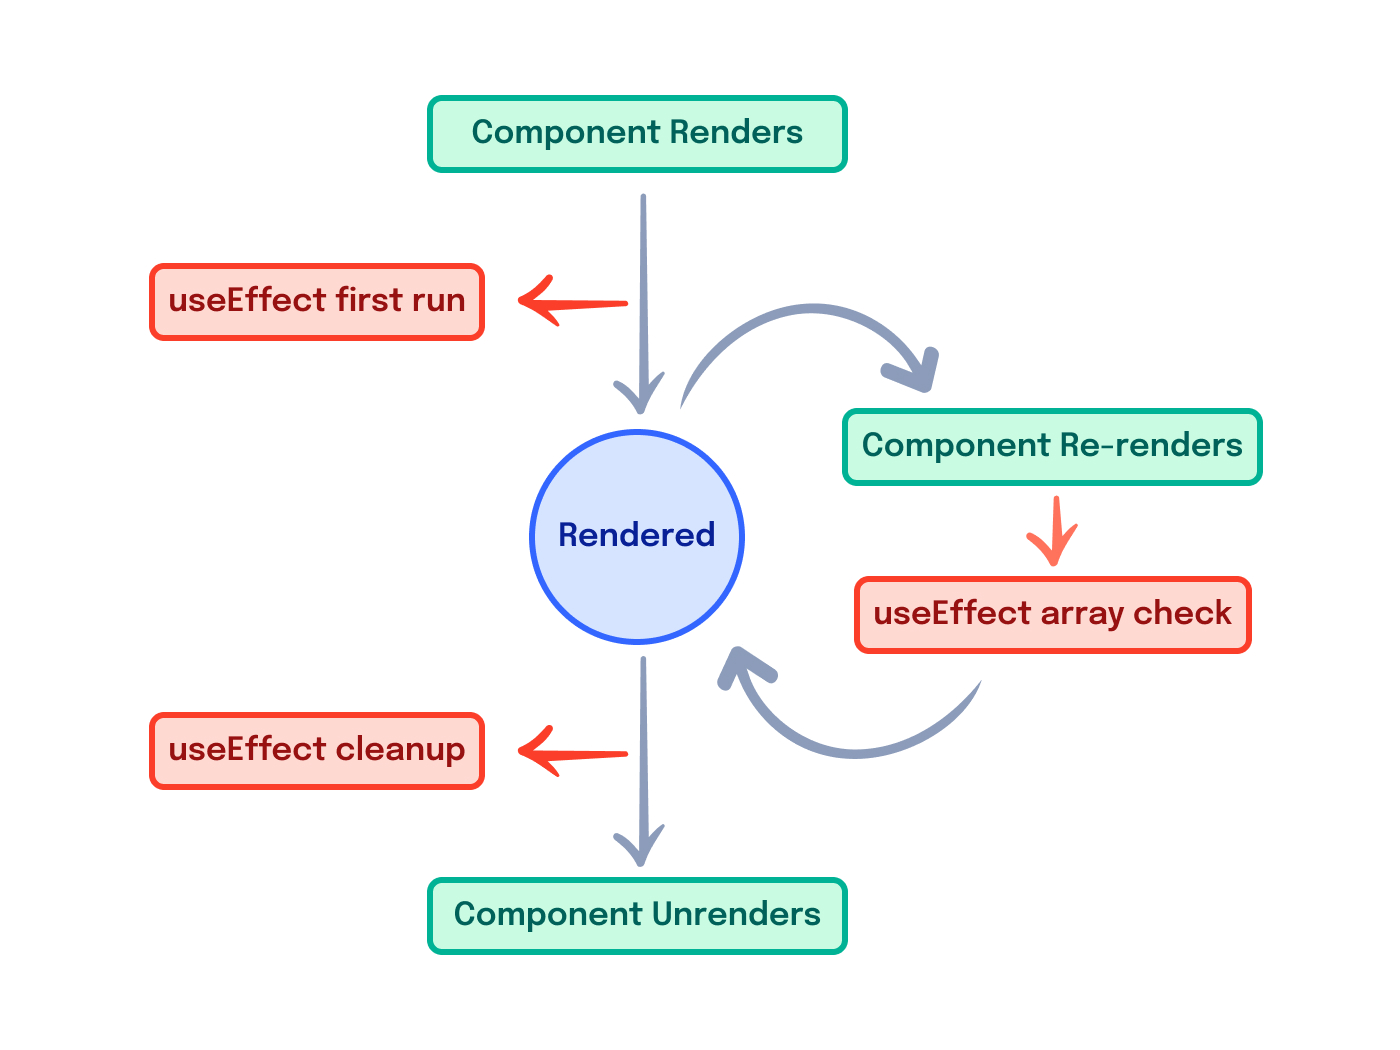 Component Renders
useEffect first run
Component Re-renders
Rendered
useEffect array check
useEffect cleanup
Component Unrenders